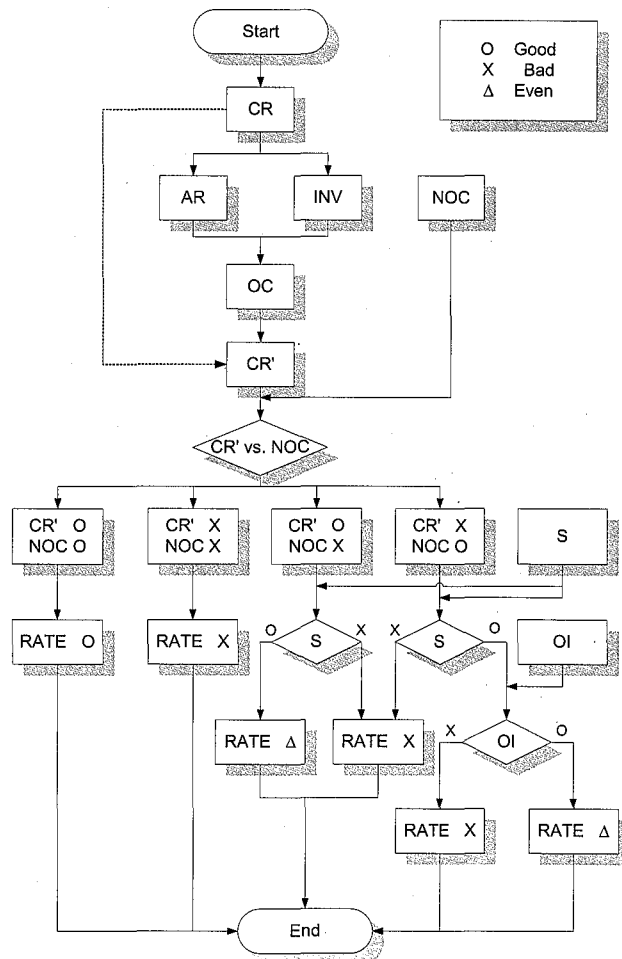 Start
O Good
X Bad
Δ Even
CR
AR
INV
NOC
OC
CR'
CR' vs. NOC
CR' O
NOC O
CR' X
NOC X
CR' O
NOC X
CR' X
NOC O
S
RATE O
RATE X
O
S
X
X
S
O
OI
RATE Δ
RATE X
X
OI
O
RATE X
RATE Δ
End